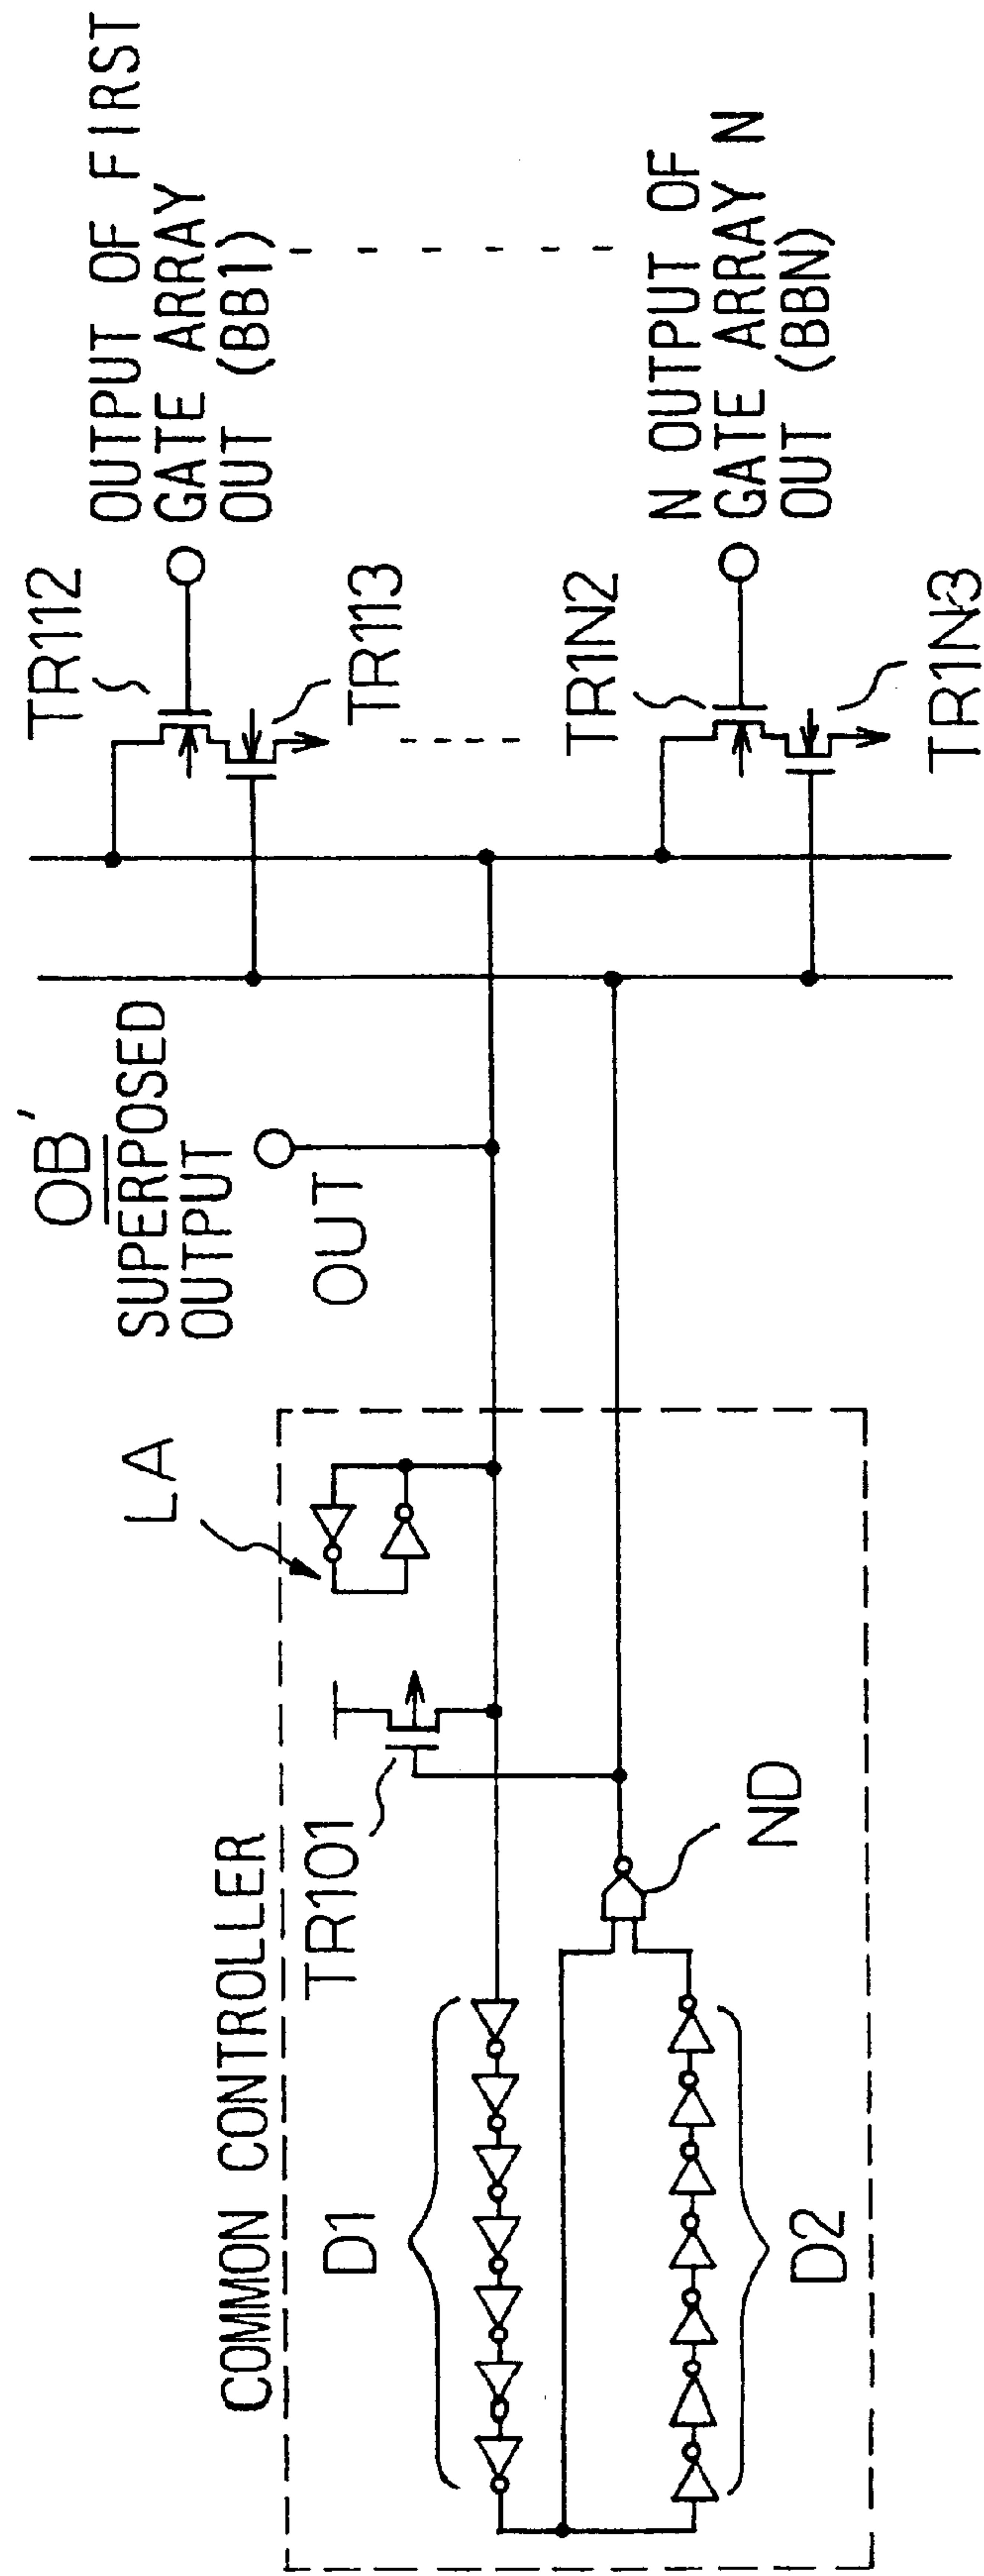 COMMON CONTROLLER
D1
D2
TR101
ND
LA
OB'
SUPERPOSED
OUTPUT
OUT
TR112
TR113
TR1N2
TR1N3
OUTPUT OF FIRST
GATE ARRAY
OUT (BB1)
N OUTPUT OF
GATE ARRAY N
OUT (BBN)